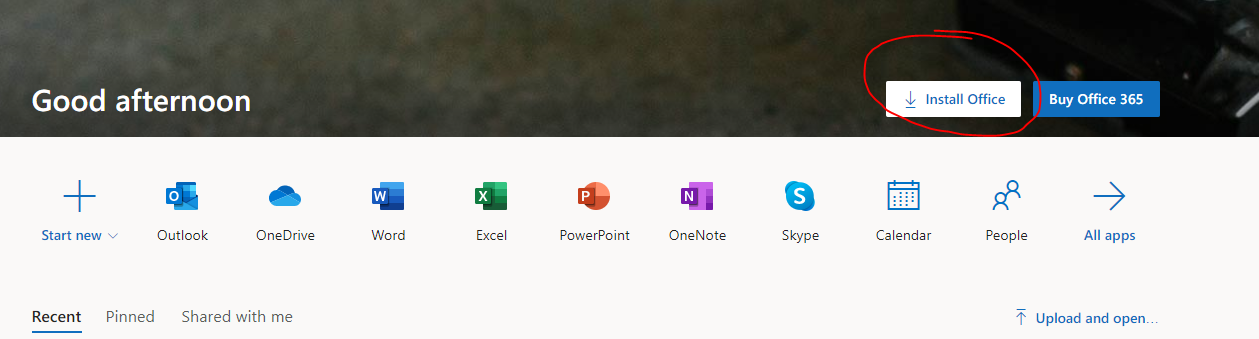 Good afternoon
Install Office
Buy Office 365
Start new
Outlook
OneDrive
Word
Excel
PowerPoint
OneNote
Skype
Calendar
People
All apps
Recent
Pinned
Shared with me
Upload and open...